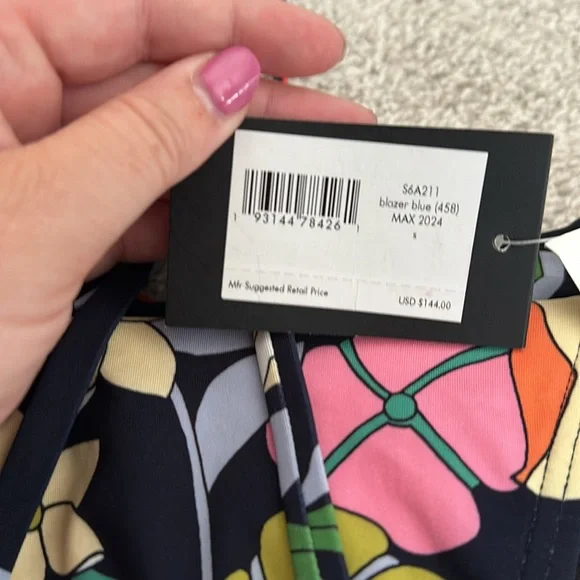 1 93144 78426 1
S6A211
blazer blue (458)
MAX 2024
Mfr Suggested Retail Price
USD $144.00